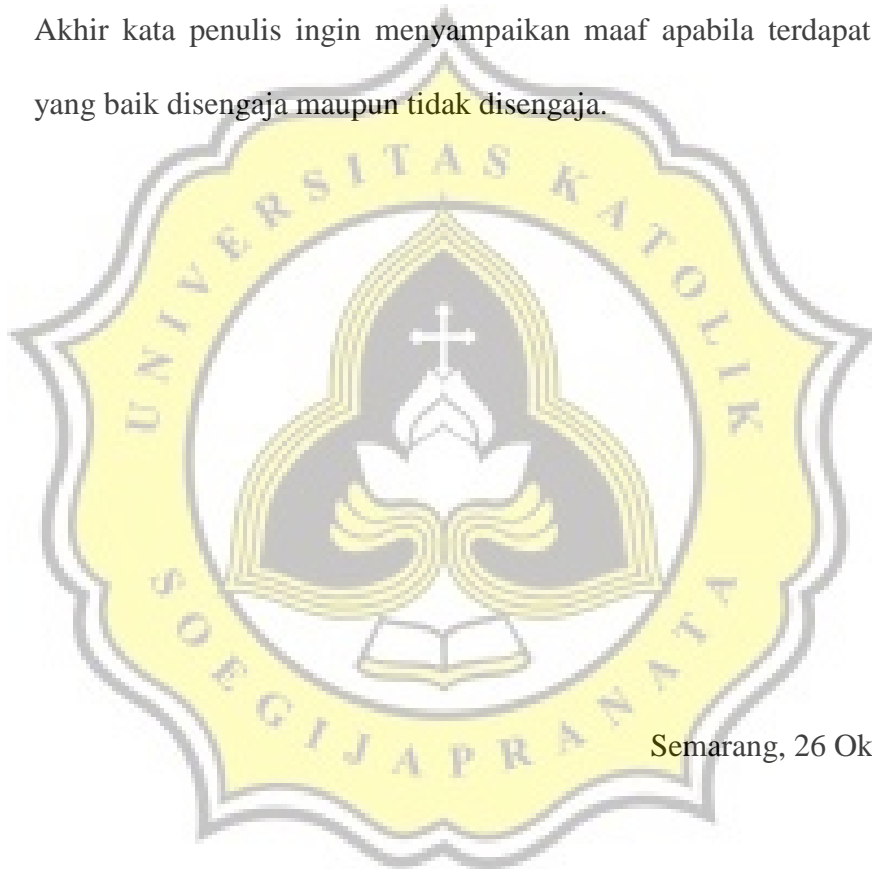 Akhir kata penulis ingin menyampaikan maaf apabila terdapat
yang baik disengaja maupun tidak disengaja.
UNIVERSITAS KATOLIK
SOEGIJAPRANATA
Semarang, 26 Ok